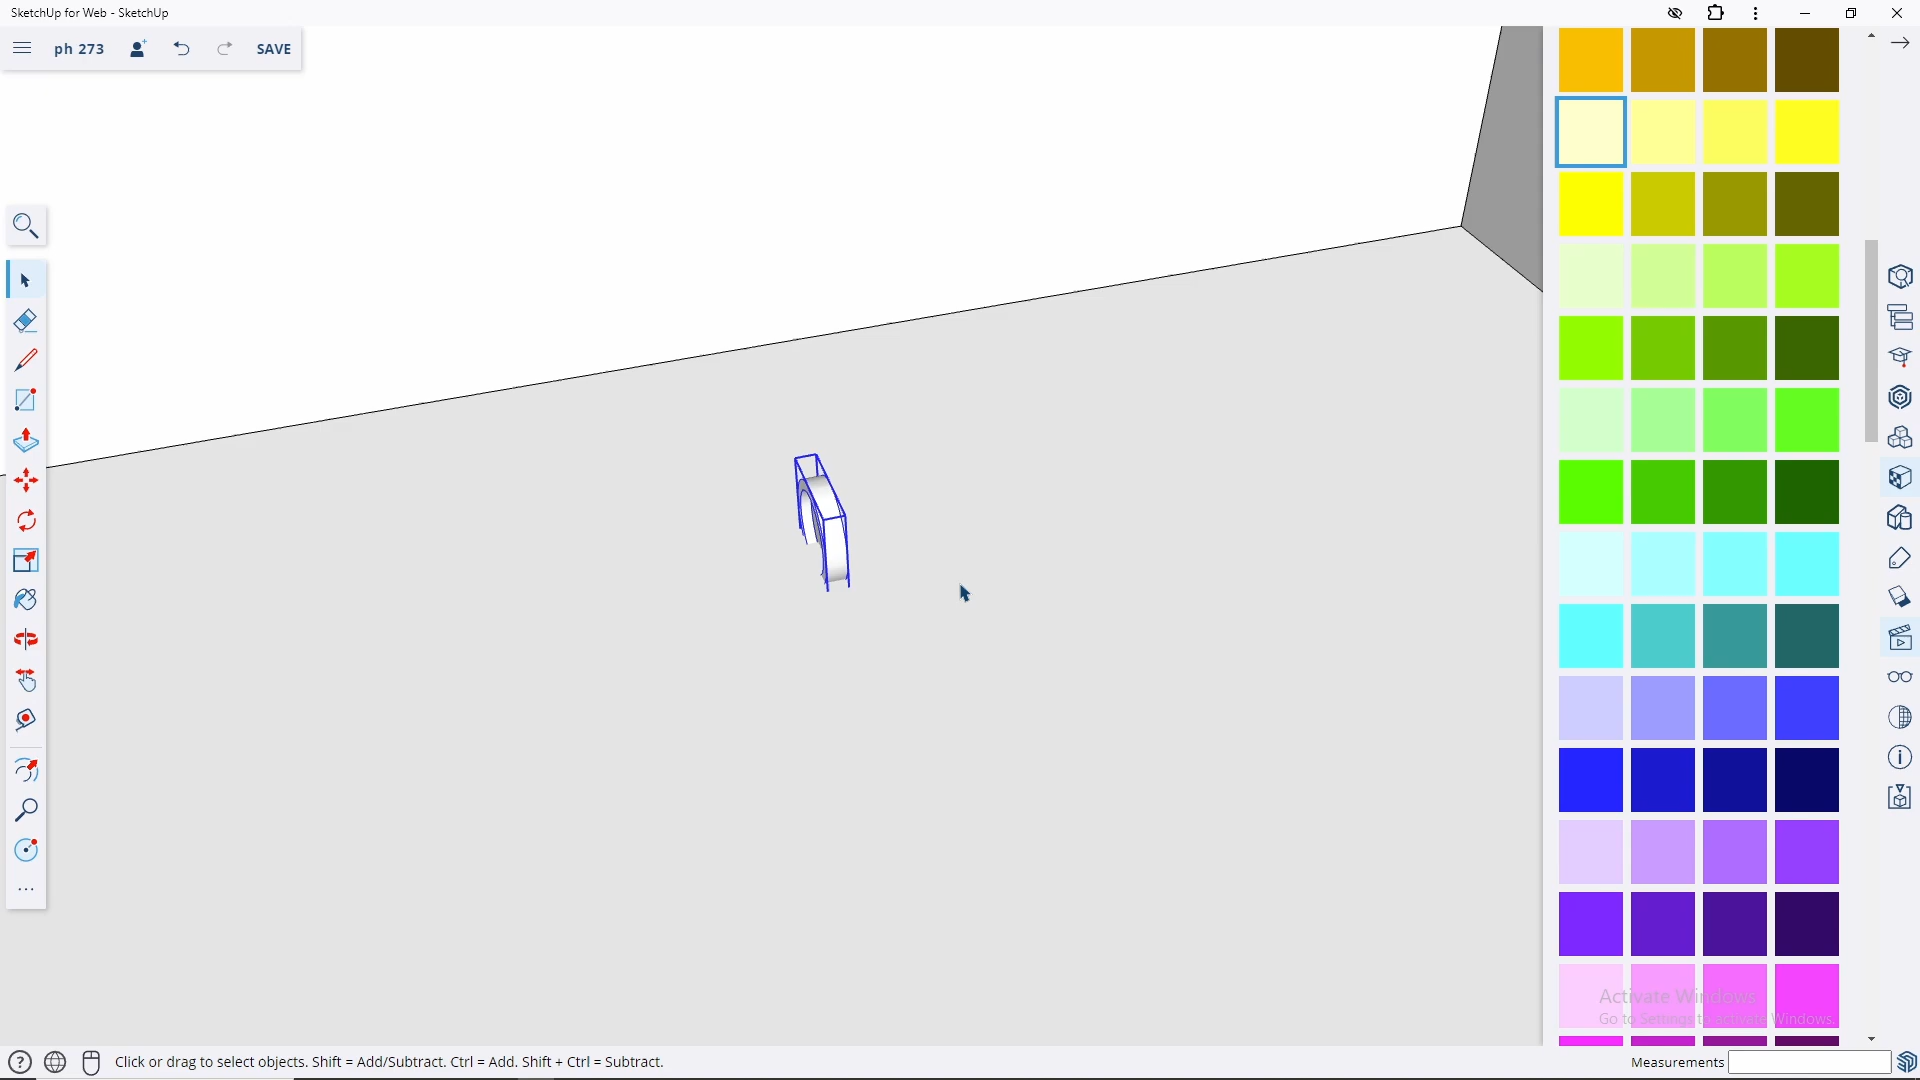 SketchUp for Web - SketchUp
ph 273
SAVE
Activate Windows
Go to Settings to activate Windows.
Click or drag to select objects. Shift = Add/Subtract. Ctrl = Add. Shift + Ctrl = Subtract.
Measurements